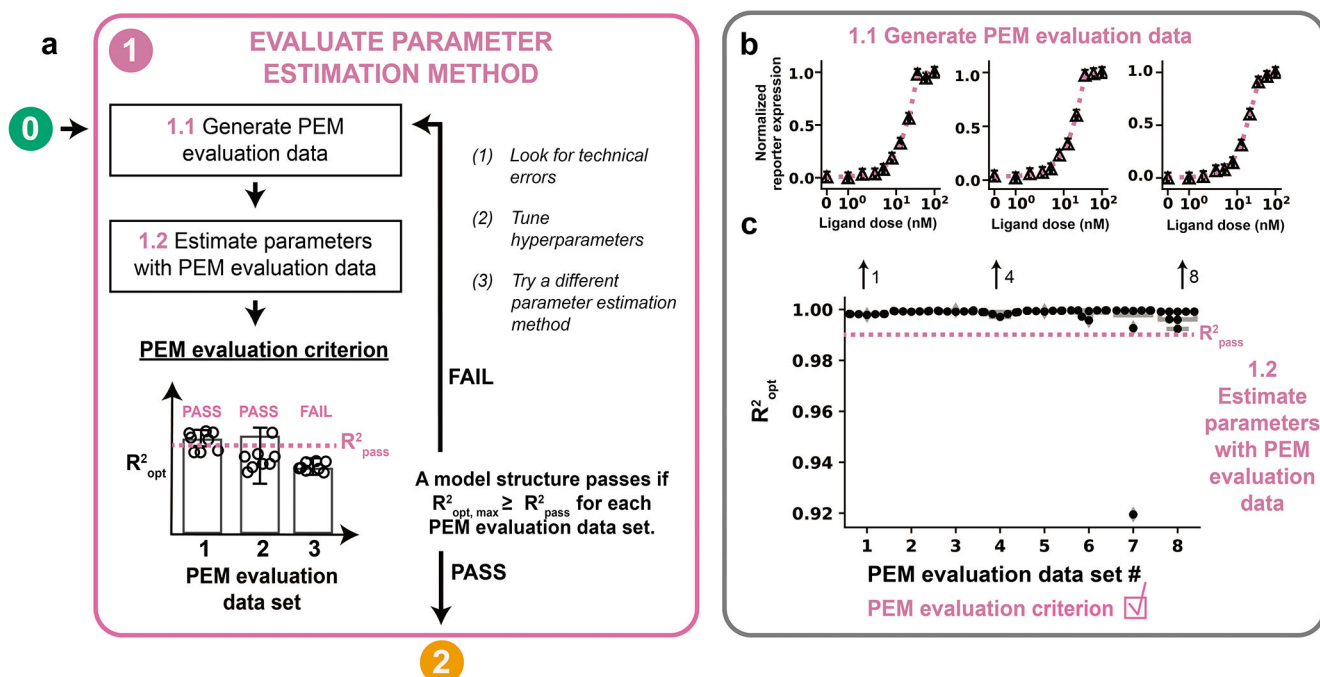 a
1
EVALUATE PARAMETER
ESTIMATION METHOD
0
1.1 Generate PEM
evaluation data
1.2 Estimate parameters
with PEM evaluation data
(1) Look for technical
errors
(2) Tune
hyperparameters
(3) Try a different
parameter estimation
method
PEM evaluation criterion
PASS PASS FAIL
R²opt
R²pass
1 2 3
PEM evaluation
data set
FAIL
A model structure passes if
R²opt, max ≥ R²pass for each
PEM evaluation data set.
PASS
2
b
1.1 Generate PEM evaluation data
Normalized
reporter expression
1.0
0.5
0.0
0 10⁰ 10¹ 10²
Ligand dose (nM)
1.0
0.5
0.0
0 10⁰ 10¹ 10²
Ligand dose (nM)
1.0
0.5
0.0
0 10⁰ 10¹ 10²
Ligand dose (nM)
c
1 4 8
R²opt
1.00
0.98
0.96
0.94
0.92
R²pass
1 2 3 4 5 6 7 8
PEM evaluation data set #
PEM evaluation criterion
1.2
Estimate
parameters
with PEM
evaluation
data